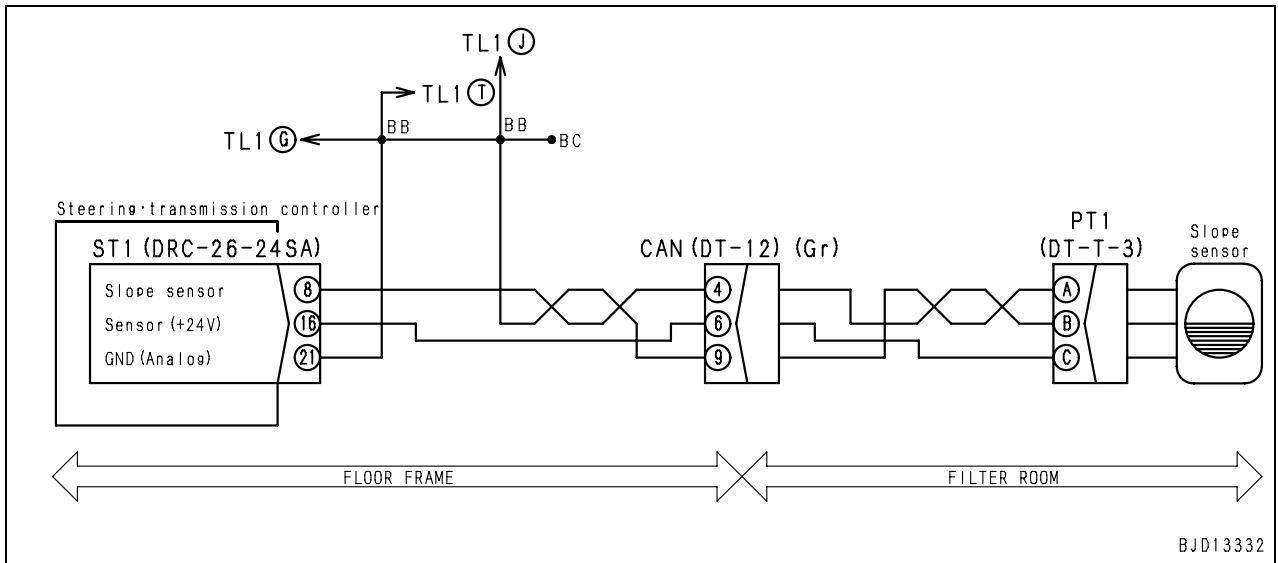 TL1 J
TL1 T
BB
BB
TL1 G
BC
Steering·transmission controller
ST1 (DRC-26-24SA)
CAN (DT-12) (Gr)
PT1
(DT-T-3)
Slope
sensor
Slope sensor
8
4
A
Sensor (+24V)
16
6
B
GND (Analog)
21
9
C
FLOOR FRAME
FILTER ROOM
BJD13332